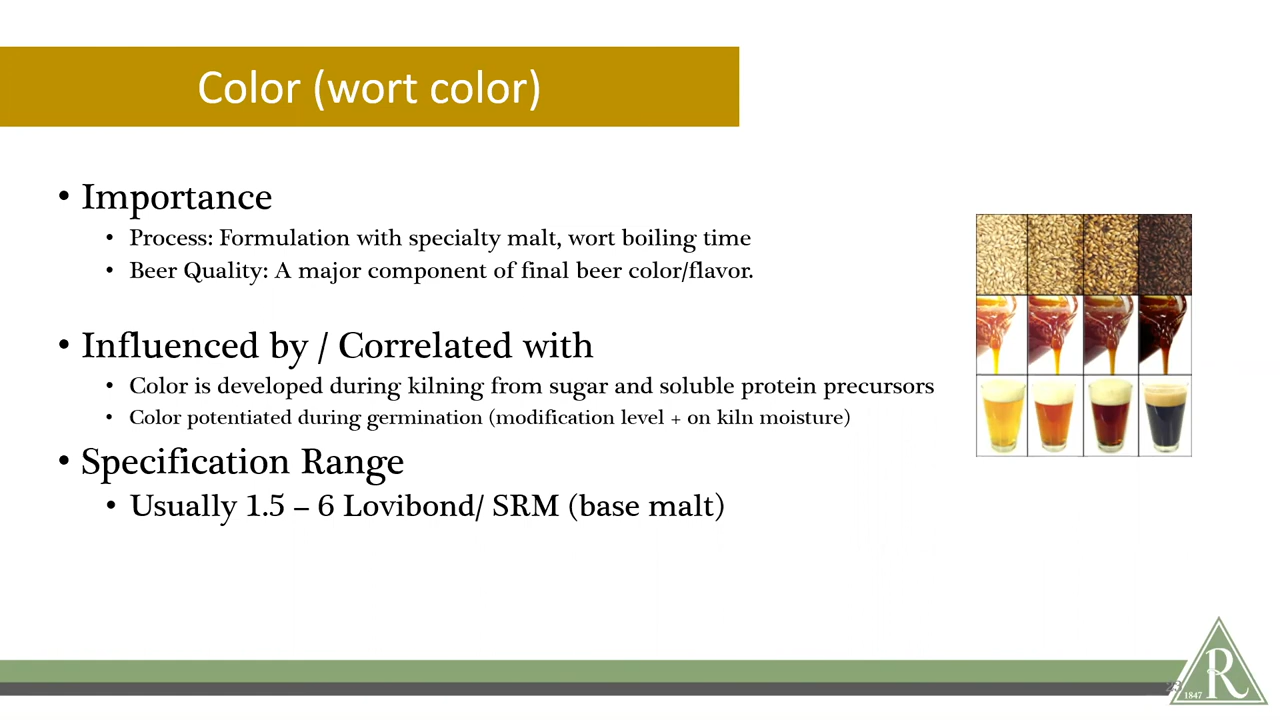 Color (wort color)
• Importance
• Process: Formulation with specialty malt, wort boiling time
• Beer Quality: A major component of final beer color/flavor.
• Influenced by / Correlated with
• Color is developed during kilning from sugar and soluble protein precursors
• Color potentiated during germination (modification level + on kiln moisture)
• Specification Range
• Usually 1.5 – 6 Lovibond/ SRM (base malt)
R
1847